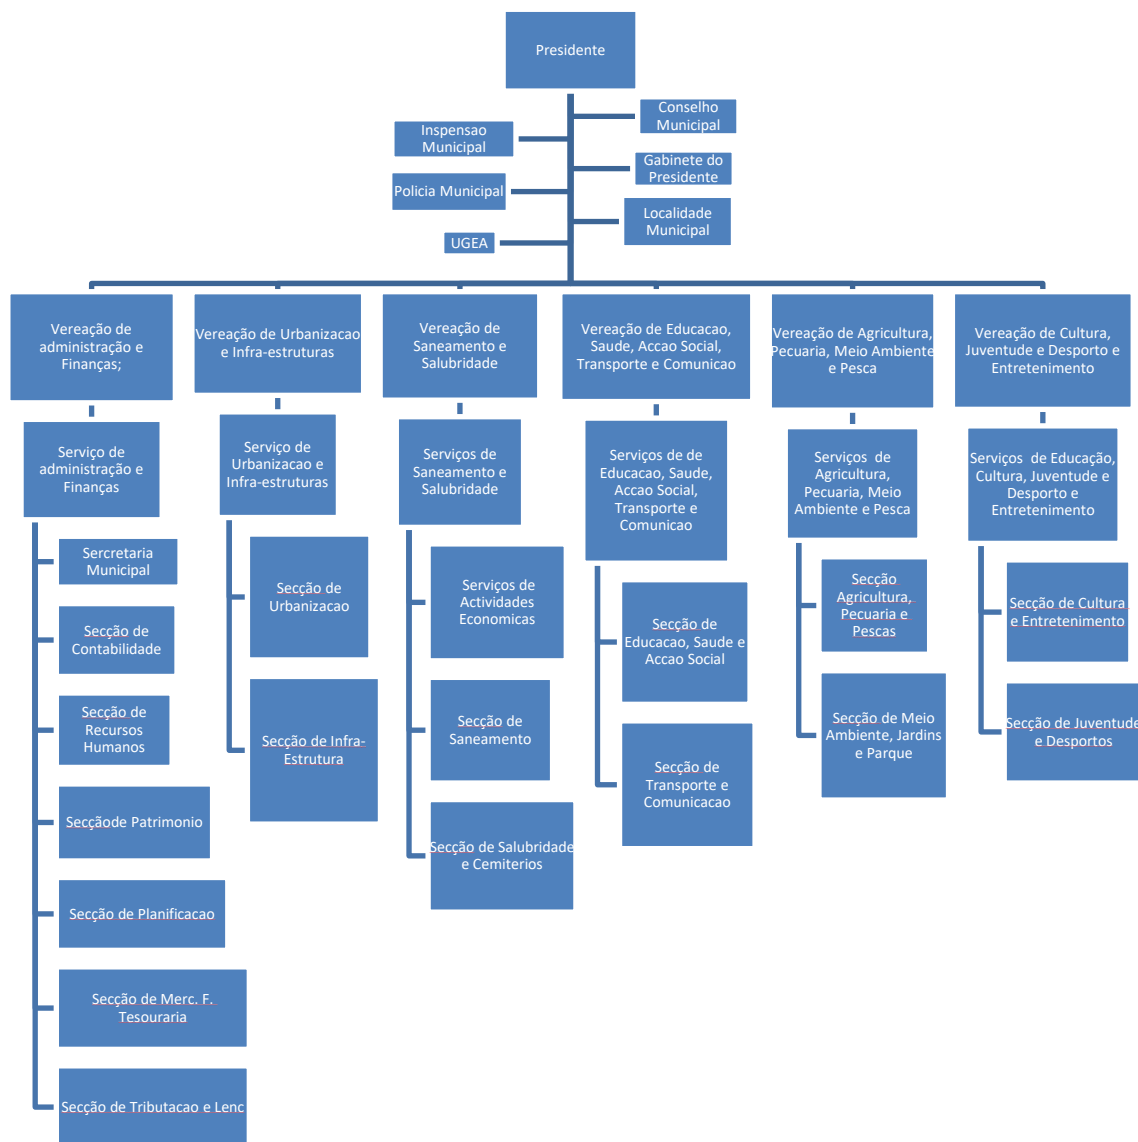 Presidente
Conselho
Municipal
Inspensao
Municipal
Gabinete do
Presidente
Policia Municipal
Localidade
Municipal
UGEA
Vereação de
administração e
Finanças;
Vereação de Urbanizacao
e Infra-estruturas
Vereação de
Saneamento e
Salubridade
Vereação de Educacao,
Saude, Accao Social,
Transporte e Comunicao
Vereação de Agricultura,
Pecuaria, Meio Ambiente
e Pesca
Vereação de Cultura,
Juventude e Desporto e
Entretenimento
Serviço de
administração e
Finanças
Serviço de
Urbanizacao e
Infra-estruturas
Serviços de
Saneamento e
Salubridade
Serviços de de
Educacao, Saude,
Accao Social,
Transporte e
Comunicao
Serviços de
Agricultura,
Pecuaria, Meio
Ambiente e Pesca
Serviços de Educação,
Cultura, Juventude e
Desporto e
Entretenimento
Sercretaria
Municipal
Secção de
Contabilidade
Secção de
Recursos
Humanos
Secçãode Patrimonio
Secção de Planificacao
Secção de Merc. F.
Tesouraria
Secção de Tributacao e Lenc
Secção de
Urbanizacao
Secção de Infra-
Estrutura
Serviços de
Actividades
Economicas
Secção de
Saneamento
Secção de Salubridade
e Cemiterios
Secção de
Educacao, Saude e
Accao Social
Secção de
Transporte e
Comunicacao
Secção
Agricultura,
Pecuaria e
Pescas
Secção de Meio
Ambiente, Jardins
e Parque
Secção de Cultura
e Entretenimento
Secção de Juventude
e Desportos